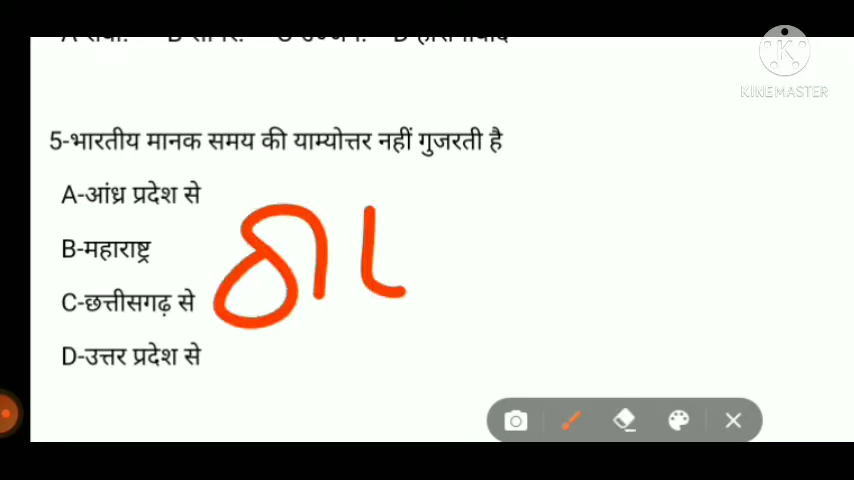 KINEMASTER
5-भारतीय मानक समय की याम्योत्तर नहीं गुजरती है
A-आंध्र प्रदेश से
B-महाराष्ट्र
C-छत्तीसगढ़ से
D-उत्तर प्रदेश से